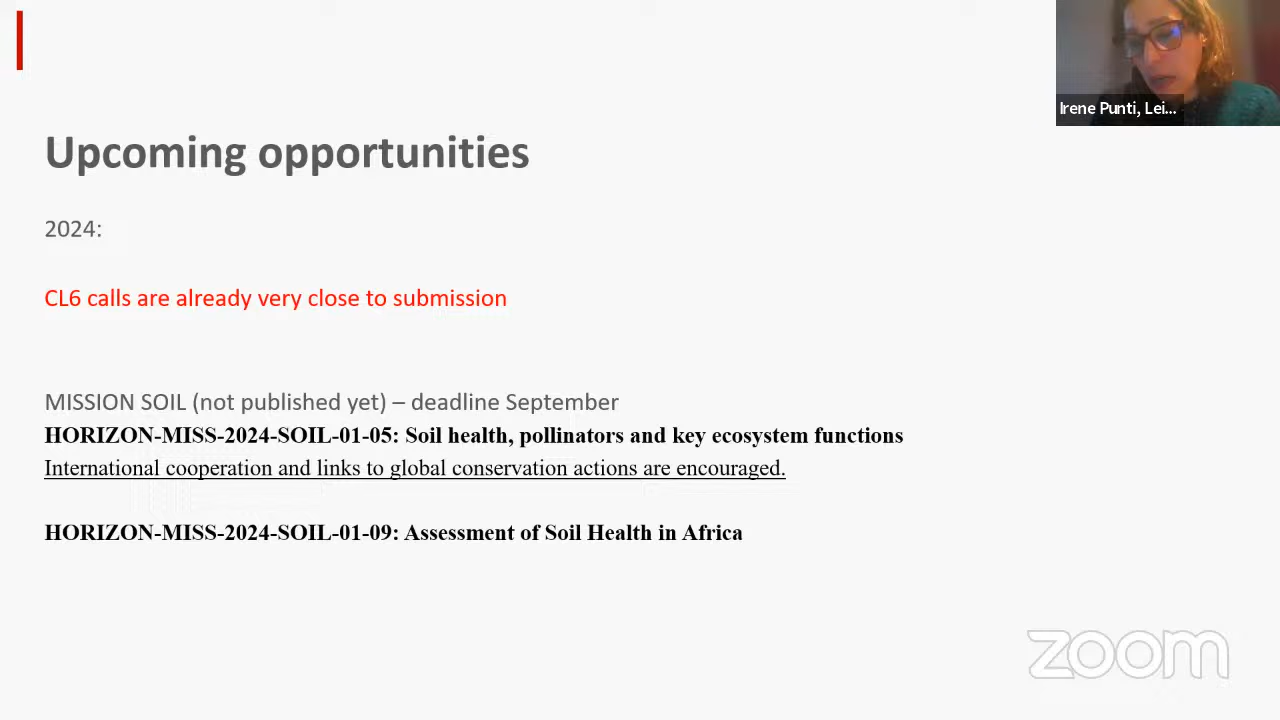 Irene Punti, Lei...
Upcoming opportunities
2024:
CL6 calls are already very close to submission
MISSION SOIL (not published yet) – deadline September
HORIZON-MISS-2024-SOIL-01-05: Soil health, pollinators and key ecosystem functions
International cooperation and links to global conservation actions are encouraged.
HORIZON-MISS-2024-SOIL-01-09: Assessment of Soil Health in Africa
zoom